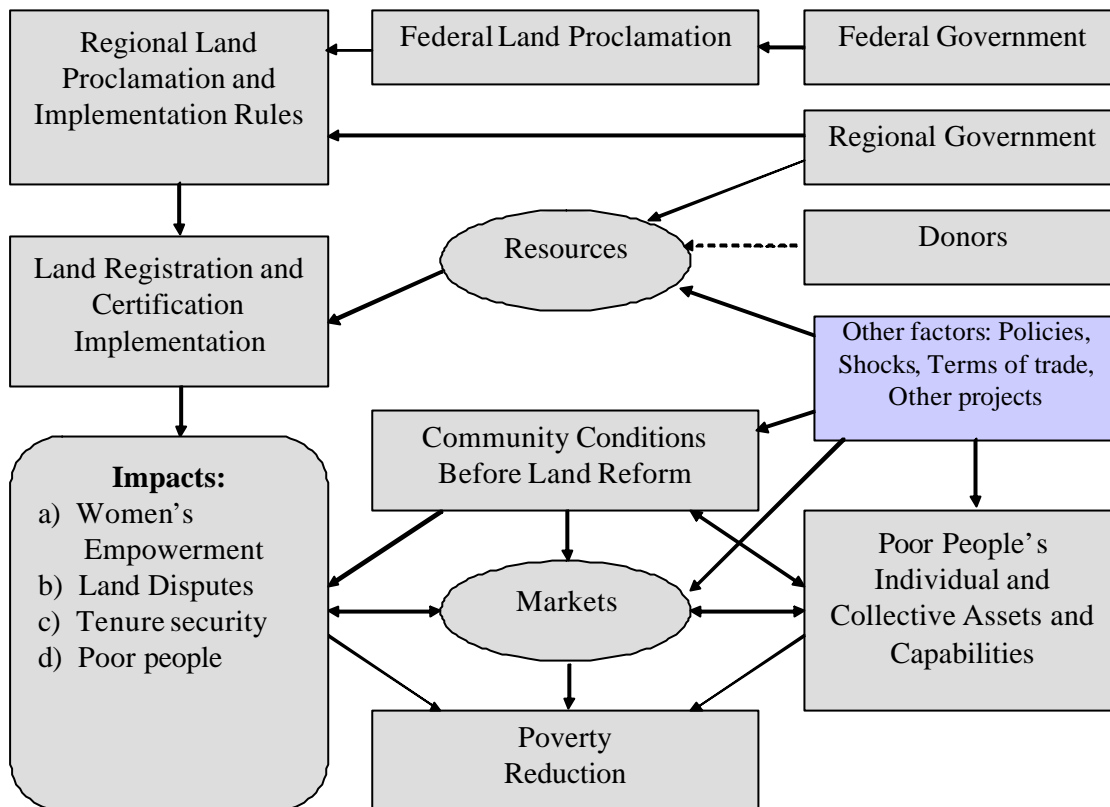 Regional Land
Proclamation and
Implementation Rules
Federal Land Proclamation
Federal Government
Regional Government
Donors
Resources
Land Registration and
Certification
Implementation
Other factors: Policies,
Shocks, Terms of trade,
Other projects
Community Conditions
Before Land Reform
Impacts:
a) Women’s
Empowerment
b) Land Disputes
c) Tenure security
d) Poor people
Markets
Poor People’s
Individual and
Collective Assets and
Capabilities
Poverty
Reduction